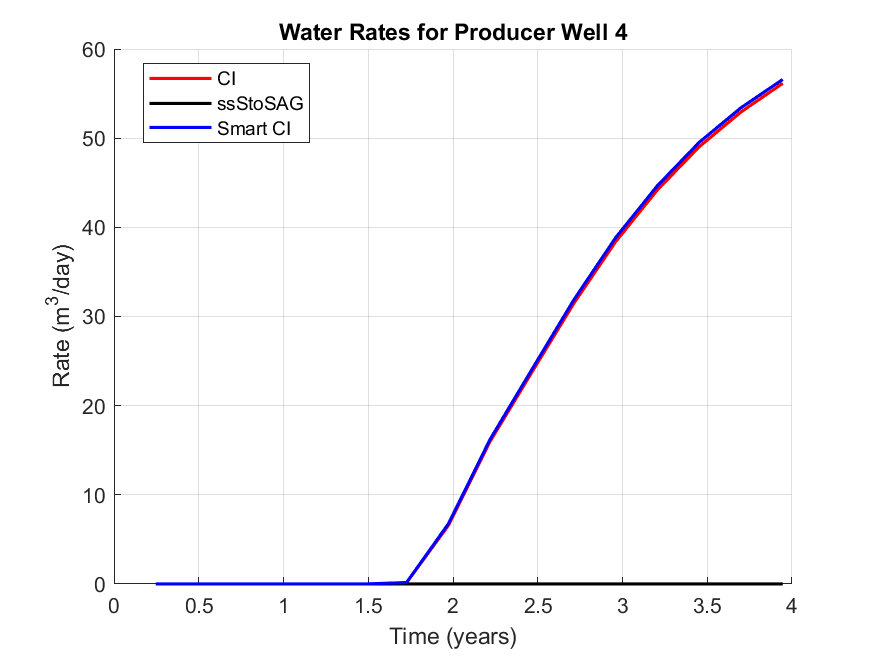 Water Rates for Producer Well 4
CI
ssStoSAG
Smart CI
60
50
40
30
20
10
0
Rate (m³/day)
0 0.5 1 1.5 2 2.5 3 3.5 4
Time (years)